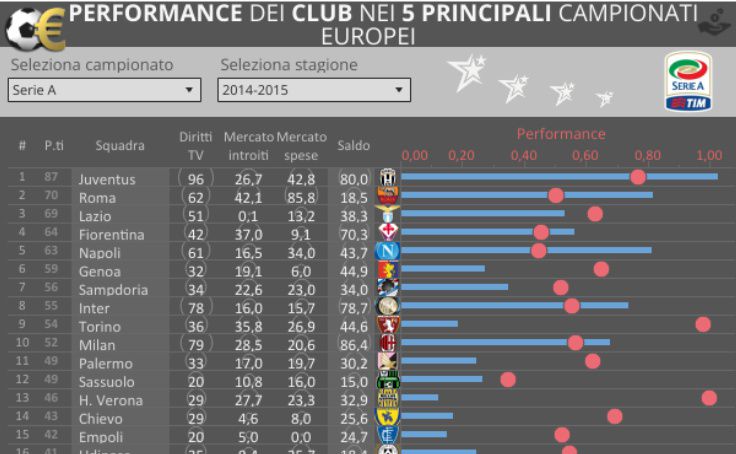 PERFORMANCE DEI CLUB NEI 5 PRINCIPALI CAMPIONATI
EUROPEI
Seleziona campionato Seleziona stagione
Serie A 2014-2015
SERIE A
TIM
Performance
# P.ti Squadra Diritti TV Mercato introiti Mercato spese Saldo
0,00 0,20 0,40 0,60 0,80 1,00
1 87 Juventus 96 26,7 42,8 80,0
2 70 Roma 62 42,1 85,8 18,5
3 69 Lazio 51 0,1 13,2 38,3
4 64 Fiorentina 42 37,0 9,1 70,3
5 63 Napoli 61 16,5 34,0 43,7
6 59 Genoa 32 19,1 6,0 44,9
7 56 Sampdoria 34 22,6 23,0 34,0
8 55 Inter 78 16,0 15,7 78,7
9 54 Torino 36 35,8 26,9 44,6
10 52 Milan 79 28,5 20,6 86,4
11 49 Palermo 33 17,0 19,7 30,2
12 49 Sassuolo 20 10,8 16,0 15,0
13 46 H. Verona 29 27,7 23,3 32,9
14 43 Chievo 29 4,6 8,0 25,6
15 42 Empoli 20 5,0 0,0 24,7